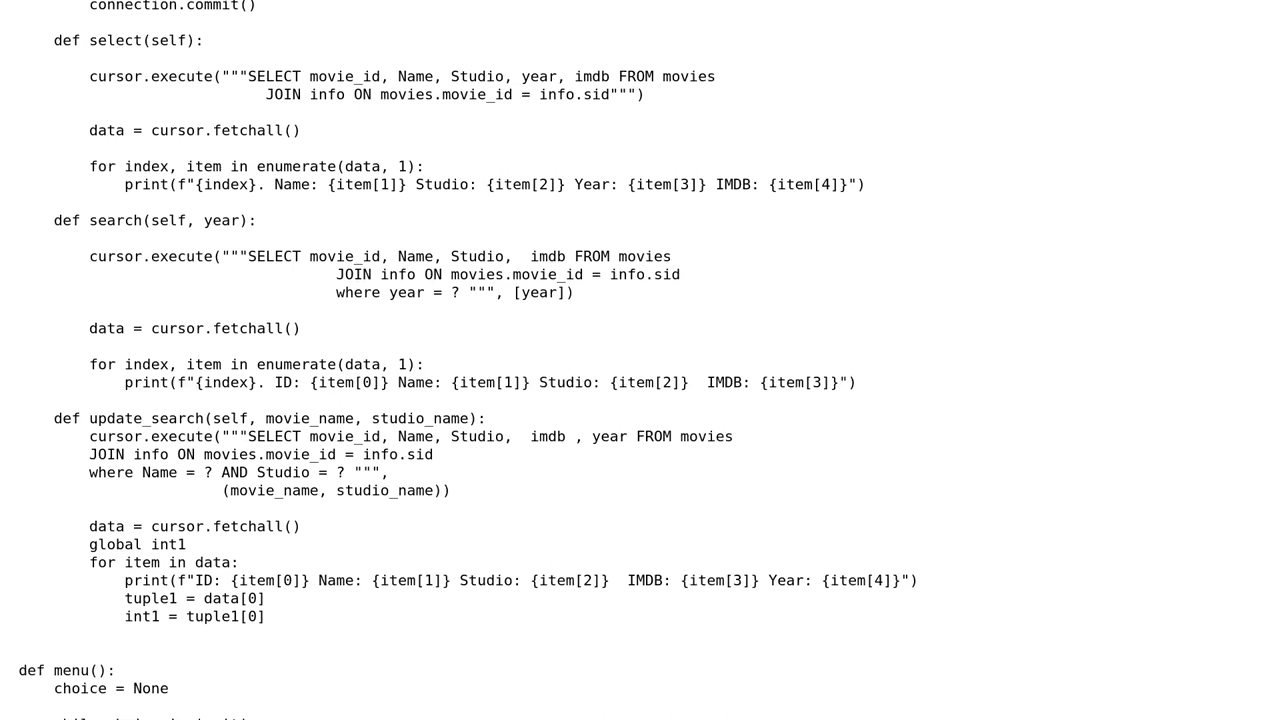 connection.commit()
def select(self):
cursor.execute("""SELECT movie_id, Name, Studio, year, imdb FROM movies
JOIN info ON movies.movie_id = info.sid""")
data = cursor.fetchall()
for index, item in enumerate(data, 1):
print(f"{index}. Name: {item[1]} Studio: {item[2]} Year: {item[3]} IMDB: {item[4]}")
def search(self, year):
cursor.execute("""SELECT movie_id, Name, Studio,  imdb FROM movies
JOIN info ON movies.movie_id = info.sid
where year = ? """, [year])
data = cursor.fetchall()
for index, item in enumerate(data, 1):
print(f"{index}. ID: {item[0]} Name: {item[1]} Studio: {item[2]}  IMDB: {item[3]}")
def update_search(self, movie_name, studio_name):
cursor.execute("""SELECT movie_id, Name, Studio,  imdb , year FROM movies
JOIN info ON movies.movie_id = info.sid
where Name = ? AND Studio = ? """,
(movie_name, studio_name))
data = cursor.fetchall()
global int1
for item in data:
print(f"ID: {item[0]} Name: {item[1]} Studio: {item[2]}  IMDB: {item[3]} Year: {item[4]}")
tuple1 = data[0]
int1 = tuple1[0]
def menu():
choice = None